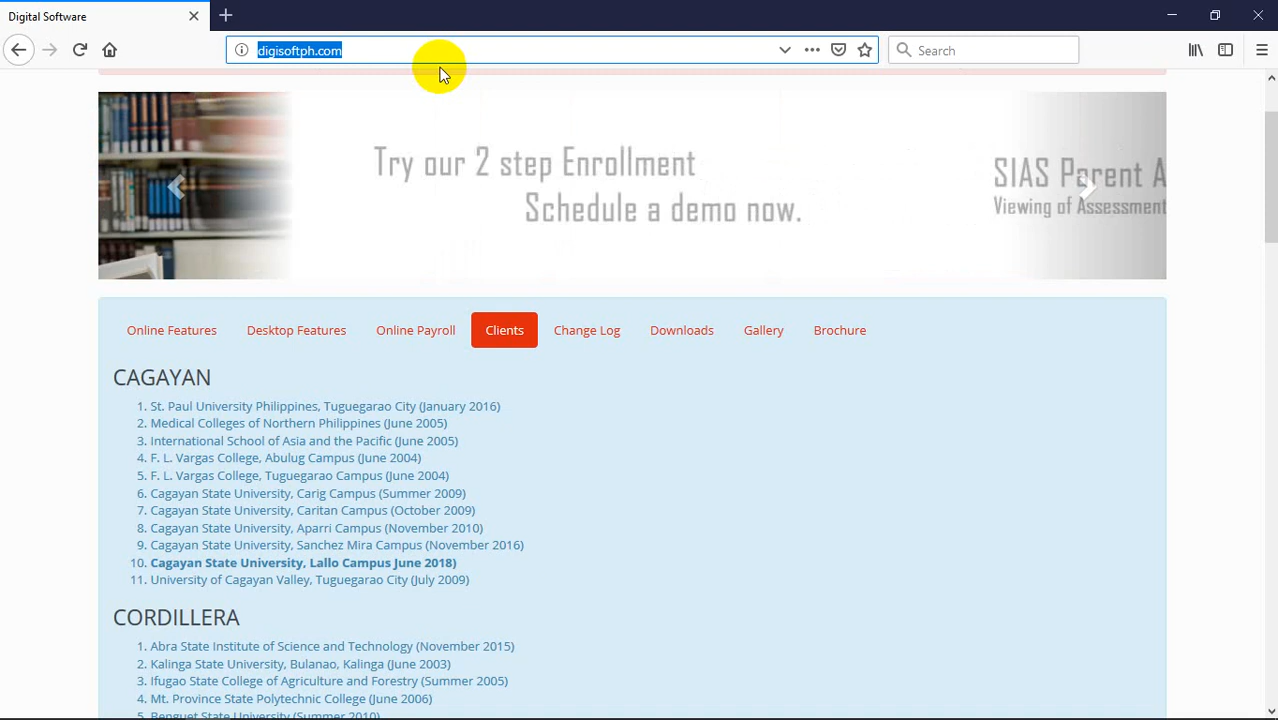 Digital Software
digisoftph.com
Search
Try our 2 step Enrollment
Schedule a demo now.
SIAS Parent A
Viewing of Assessment
Online Features
Desktop Features
Online Payroll
Clients
Change Log
Downloads
Gallery
Brochure
CAGAYAN
1. St. Paul University Philippines, Tuguegarao City (January 2016)
2. Medical Colleges of Northern Philippines (June 2005)
3. International School of Asia and the Pacific (June 2005)
4. F. L. Vargas College, Abulug Campus (June 2004)
5. F. L. Vargas College, Tuguegarao Campus (June 2004)
6. Cagayan State University, Carig Campus (Summer 2009)
7. Cagayan State University, Caritan Campus (October 2009)
8. Cagayan State University, Aparri Campus (November 2010)
9. Cagayan State University, Sanchez Mira Campus (November 2016)
10. Cagayan State University, Lallo Campus June 2018)
11. University of Cagayan Valley, Tuguegarao City (July 2009)
CORDILLERA
1. Abra State Institute of Science and Technology (November 2015)
2. Kalinga State University, Bulanao, Kalinga (June 2003)
3. Ifugao State College of Agriculture and Forestry (Summer 2005)
4. Mt. Province State Polytechnic College (June 2006)
5. Benguet State University (Summer 2010)